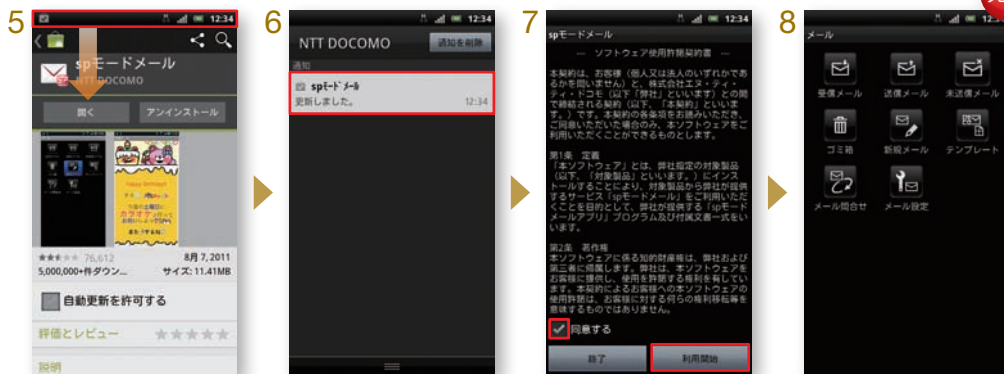 5
12:34
spモードメール
NTT DOCOMO
開く
アンインストール
Happy Birthday!!
カラオケ
76,612
8月 7, 2011
5,000,000+件ダウン...
サイズ: 11.41MB
自動更新を許可する
評価とレビュー
説明
6
12:34
NTT DOCOMO
通知を削除
通知
spモードメール
更新しました。
12:34
7
12:34
spモードメール
--- ソフトウェア使用許諾契約書 ---
本契約は、お客様（個人又は法人のいずれかであ
るかを問いません）と、株式会社エヌ・ティ・
ティ・ドコモ（以下「弊社」といいます）との間
で締結される契約（以下、「本契約」といいま
す。）です。本契約の各条項をお読みいただき、
ご同意いただいた場合のみ、本ソフトウェアをご
利用いただくことができるものとします。
第1条 定義
「本ソフトウェア」とは、弊社指定の対象製品
（以下、「対象製品」といいます。）にインス
トールすることにより、対象製品から弊社が提供
するサービス「spモードメール」をご利用いただ
くことを目的として、弊社が提供する「spモード
メールアプリ」プログラム及び付属文書一式をい
います。
第2条 著作権
本ソフトウェアに係る知的財産権は、弊社および
第三者に帰属します。弊社は、本ソフトウェアを
お客様に提供し、使用を許諾する権利を有してい
ます。本契約によるお客様への本ソフトウェアの
使用許諾は、お客様に対する何らの権利移転等を
意味するものではありません。
同意する
終了
利用開始
8
12:34
メール
受信メール
送信メール
未送信メール
ゴミ箱
新規メール
テンプレート
メール問合せ
メール設定